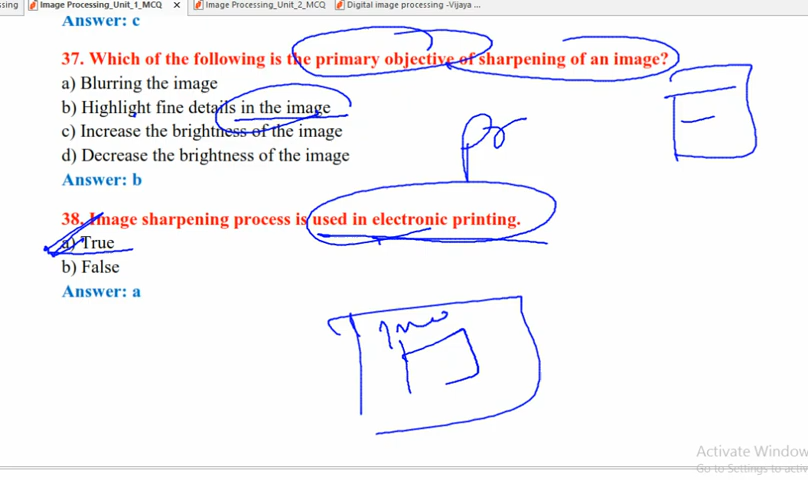 ssing
Image Processing_Unit_1_MCQ
Image Processing_Unit_2_MCQ
Digital image processing -Vijaya ...
Answer: c
37. Which of the following is the primary objective of sharpening of an image?
a) Blurring the image
b) Highlight fine details in the image
c) Increase the brightness of the image
d) Decrease the brightness of the image
Answer: b
38. Image sharpening process is used in electronic printing.
a) True
b) False
Answer: a
Activate Window
Go to Settings to activ